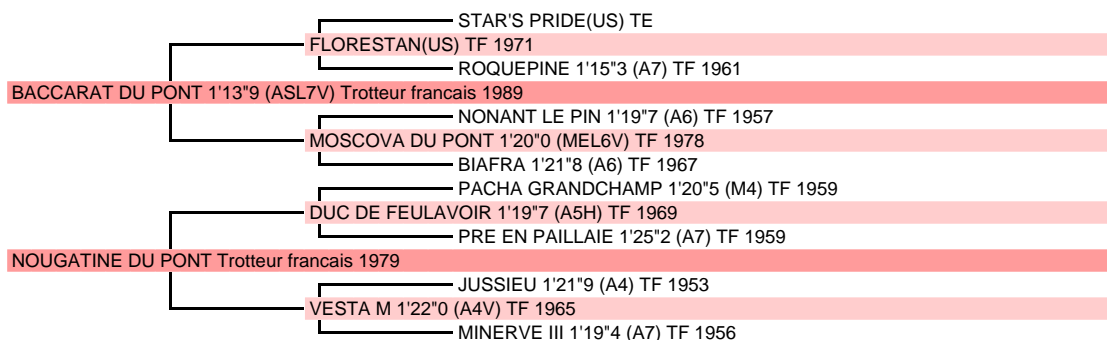 STAR'S PRIDE(US) TE
FLORESTAN(US) TF 1971
ROQUEPINE 1'15"3 (A7) TF 1961
BACCARAT DU PONT 1'13"9 (ASL7V) Trotteur francais 1989
NONANT LE PIN 1'19"7 (A6) TF 1957
MOSCOVA DU PONT 1'20"0 (MEL6V) TF 1978
BIAFRA 1'21"8 (A6) TF 1967
PACHA GRANDCHAMP 1'20"5 (M4) TF 1959
DUC DE FEULAVOIR 1'19"7 (A5H) TF 1969
PRE EN PAILLAIE 1'25"2 (A7) TF 1959
NOUGATINE DU PONT Trotteur francais 1979
JUSSIEU 1'21"9 (A4) TF 1953
VESTA M 1'22"0 (A4V) TF 1965
MINERVE III 1'19"4 (A7) TF 1956